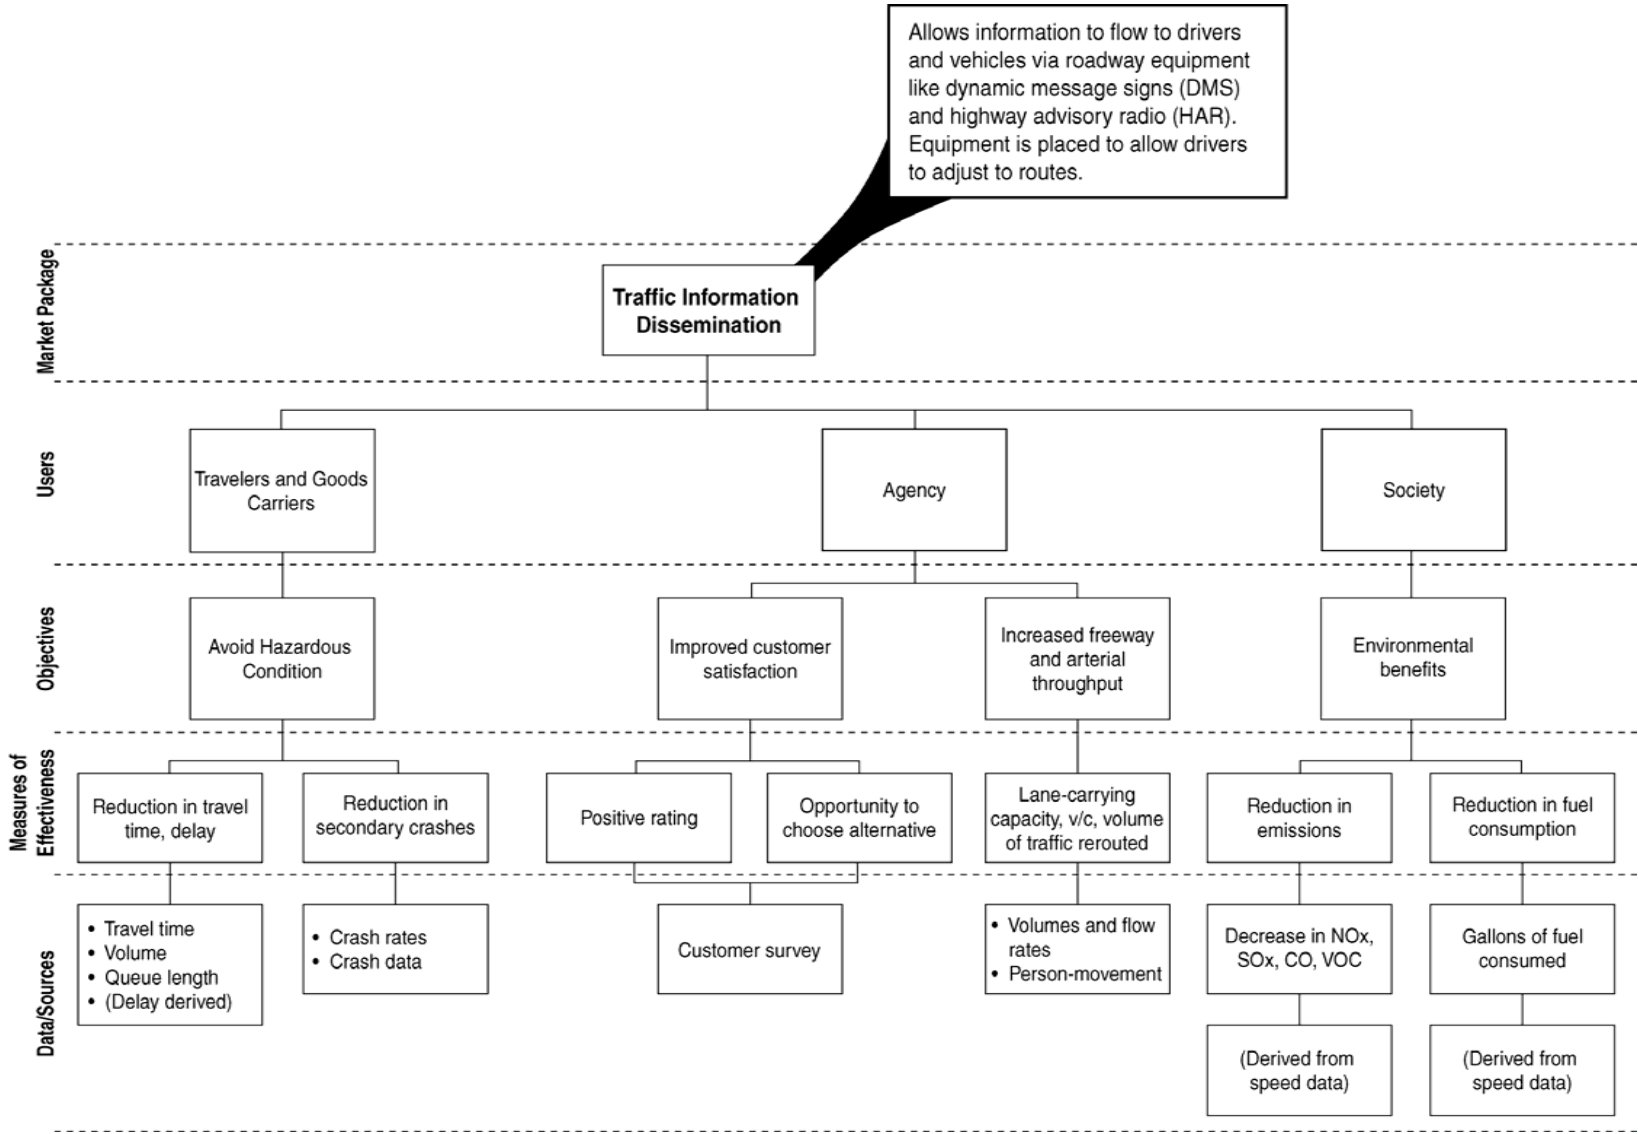 Allows information to flow to drivers
and vehicles via roadway equipment
like dynamic message signs (DMS)
and highway advisory radio (HAR).
Equipment is placed to allow drivers
to adjust to routes.
Market Package
Traffic Information
Dissemination
Users
Travelers and Goods
Carriers
Agency
Society
Objectives
Avoid Hazardous
Condition
Improved customer
satisfaction
Increased freeway
and arterial
throughput
Environmental
benefits
Measures of
Effectiveness
Reduction in travel
time, delay
Reduction in
secondary crashes
Positive rating
Opportunity to
choose alternative
Lane-carrying
capacity, v/c, volume
of traffic rerouted
Reduction in
emissions
Reduction in fuel
consumption
Data/Sources
• Travel time
• Volume
• Queue length
• (Delay derived)
• Crash rates
• Crash data
Customer survey
• Volumes and flow
rates
• Person-movement
Decrease in NOx,
SOx, CO, VOC
Gallons of fuel
consumed
(Derived from
speed data)
(Derived from
speed data)